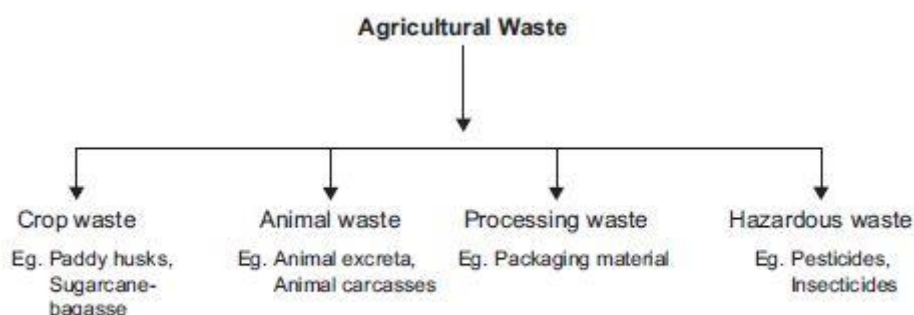 Agricultural Waste
Crop waste
Eg. Paddy husks,
Sugarcane-
bagasse
Animal waste
Eg. Animal excreta,
Animal carcasses
Processing waste
Eg. Packaging material
Hazardous waste
Eg. Pesticides,
Insecticides